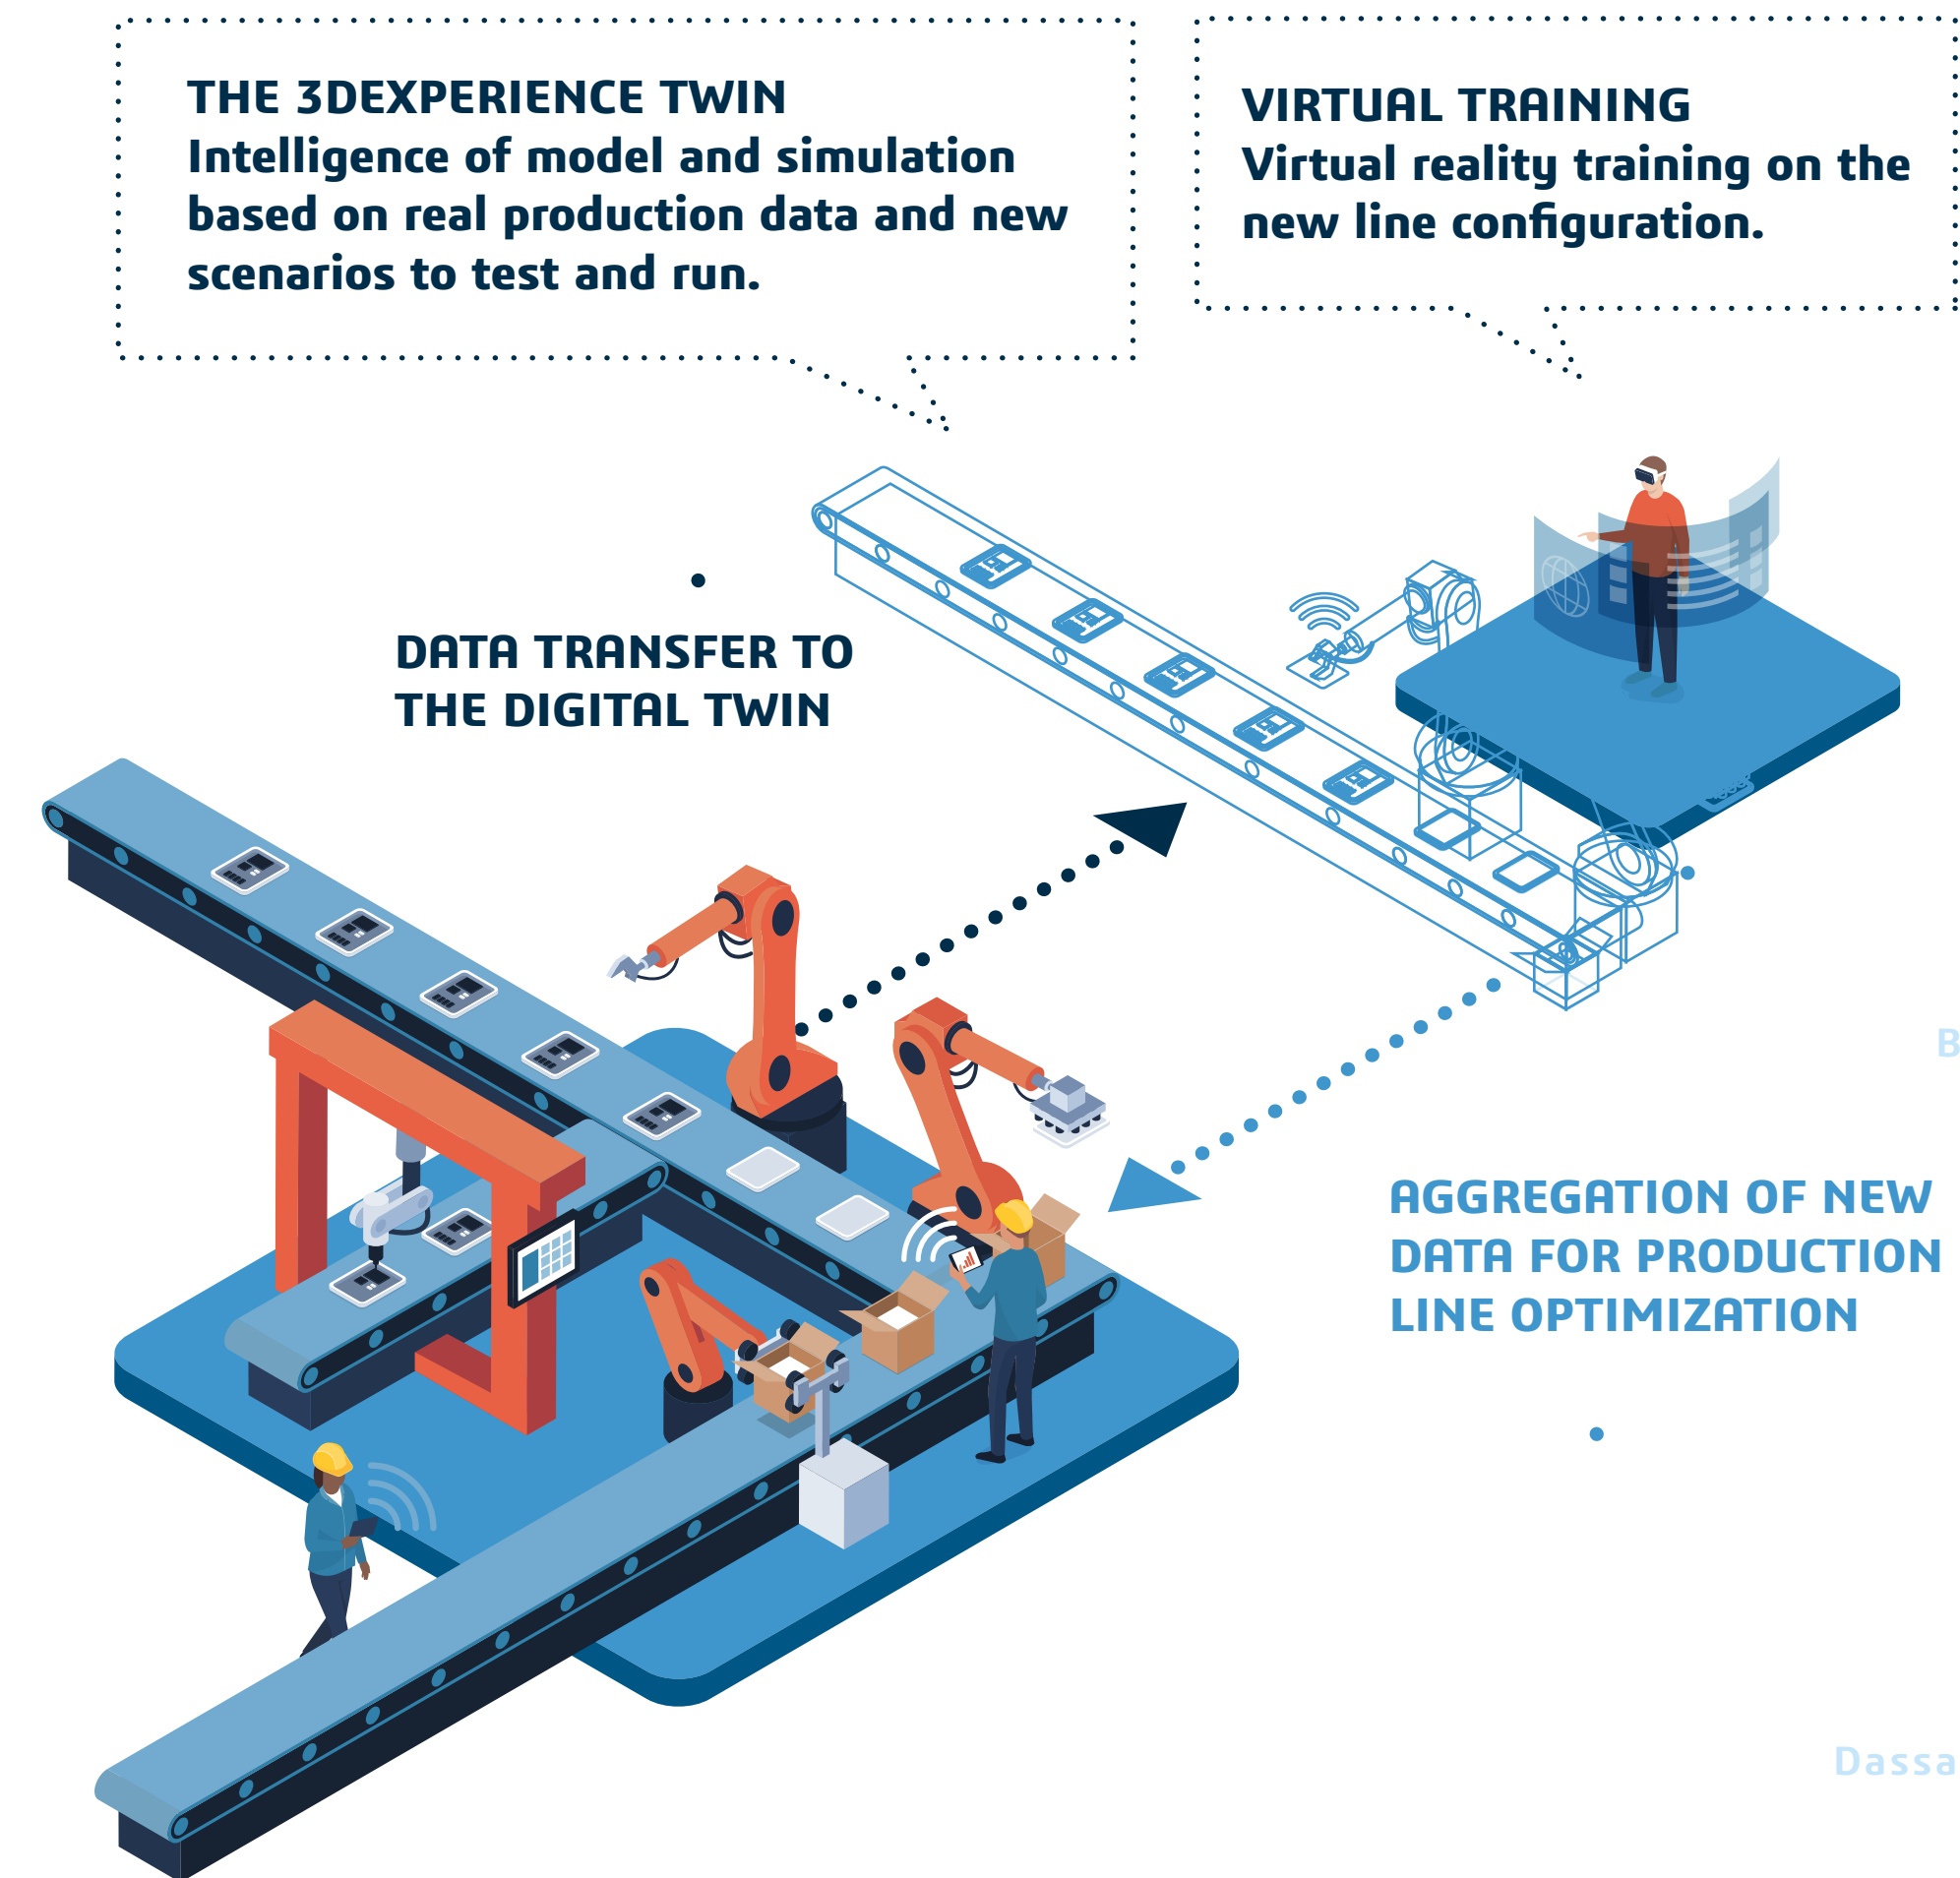 THE 3DEXPERIENCE TWIN
Intelligence of model and simulation
based on real production data and new
scenarios to test and run.
VIRTUAL TRAINING
Virtual reality training on the
new line configuration.
DATA TRANSFER TO
THE DIGITAL TWIN
B
AGGREGATION OF NEW
DATA FOR PRODUCTION
LINE OPTIMIZATION
Dassa